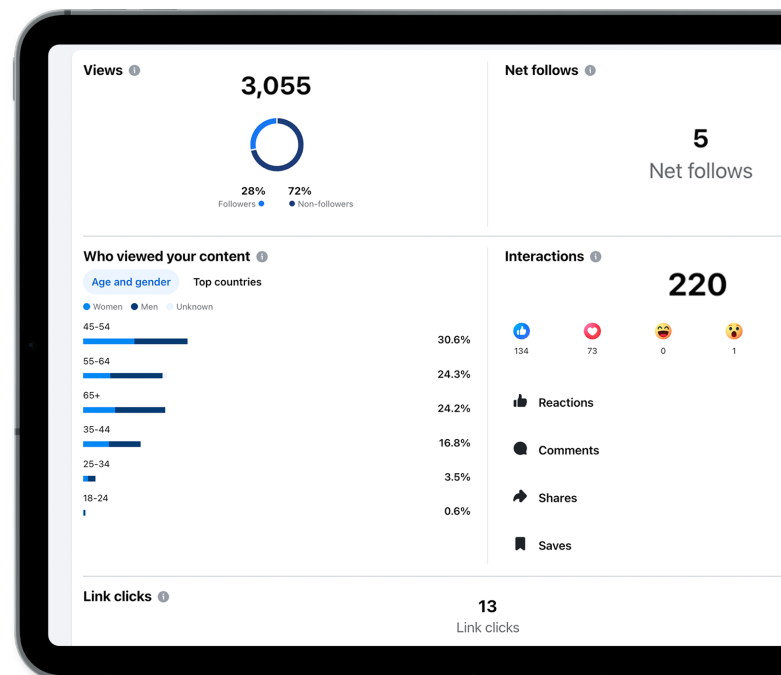 Views
3,055
28% 72%
Followers Non-followers
Net follows
5
Net follows
Who viewed your content
Age and gender Top countries
Women Men Unknown
45-54
30.6%
55-64
24.3%
65+
24.2%
35-44
16.8%
25-34
3.5%
18-24
0.6%
Interactions
220
134 73 0 1
Reactions
Comments
Shares
Saves
Link clicks
13
Link clicks